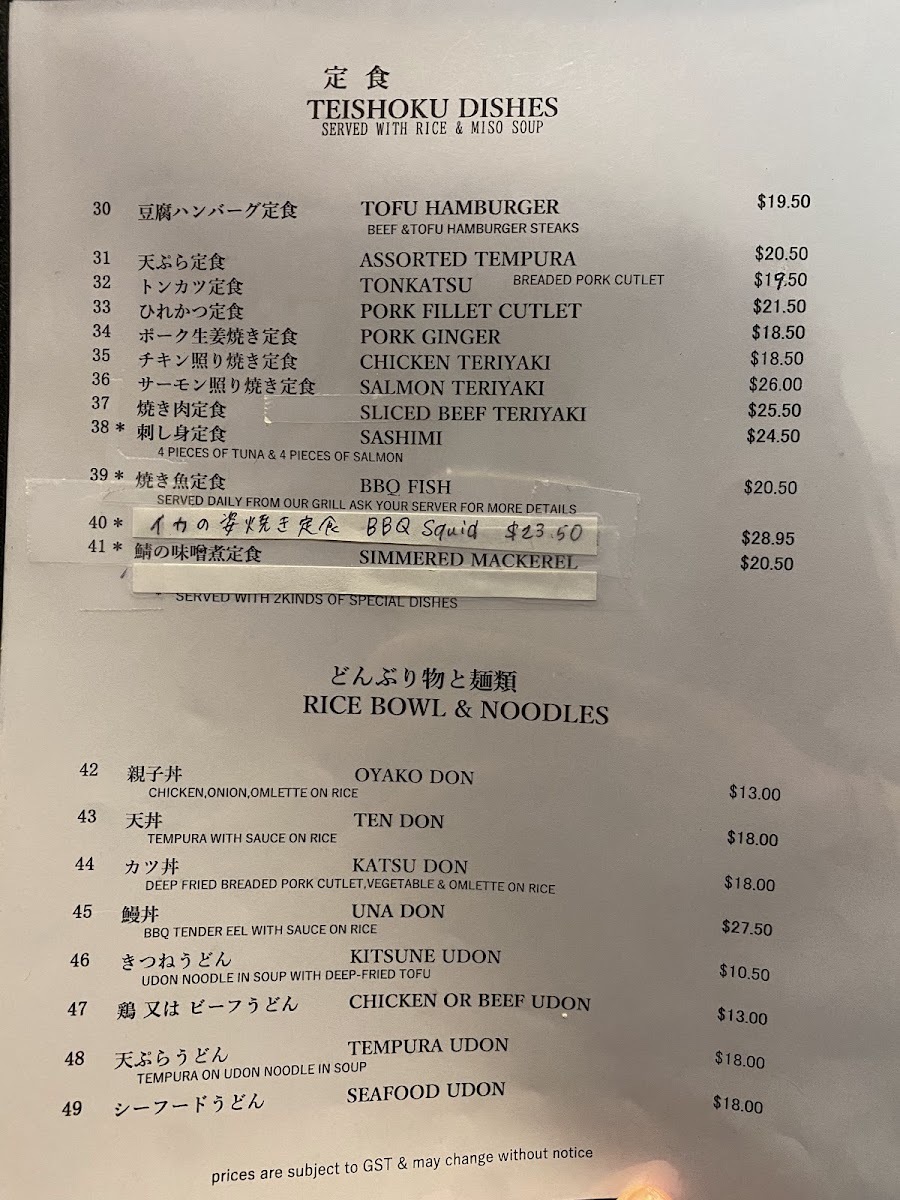 定 食
TEISHOKU DISHES
SERVED WITH RICE & MISO SOUP
30 豆腐ハンバーグ定食 TOFU HAMBURGER $19.50
BEEF &TOFU HAMBURGER STEAKS
31 天ぷら定食 ASSORTED TEMPURA $20.50
32 トンカツ定食 TONKATSU BREADED PORK CUTLET $19.50
33 ひれかつ定食 PORK FILLET CUTLET $21.50
34 ポーク生姜焼き定食 PORK GINGER $18.50
35 チキン照り焼き定食 CHICKEN TERIYAKI $18.50
36 サーモン照り焼き定食 SALMON TERIYAKI $26.00
37 焼き肉定食 SLICED BEEF TERIYAKI $25.50
38 * 刺し身定食 SASHIMI $24.50
4 PIECES OF TUNA & 4 PIECES OF SALMON
39 * 焼き魚定食 BBQ FISH $20.50
SERVED DAILY FROM OUR GRILL ASK YOUR SERVER FOR MORE DETAILS
40 * イカの姿焼き定食 BBQ Squid $23.50 $28.95
41 * 鯖の味噌煮定食 SIMMERED MACKEREL $20.50
* SERVED WITH 2KINDS OF SPECIAL DISHES
どんぶり物と麺類
RICE BOWL & NOODLES
42 親子丼 OYAKO DON
CHICKEN,ONION,OMLETTE ON RICE $13.00
43 天丼 TEN DON
TEMPURA WITH SAUCE ON RICE $18.00
44 カツ丼 KATSU DON
DEEP FRIED BREADED PORK CUTLET,VEGETABLE & OMLETTE ON RICE $18.00
45 鰻丼 UNA DON
BBQ TENDER EEL WITH SAUCE ON RICE $27.50
46 きつねうどん KITSUNE UDON
UDON NOODLE IN SOUP WITH DEEP-FRIED TOFU $10.50
47 鶏 又は ビーフうどん CHICKEN OR BEEF UDON $13.00
48 天ぷらうどん TEMPURA UDON $18.00
TEMPURA ON UDON NOODLE IN SOUP
49 シーフードうどん SEAFOOD UDON $18.00
prices are subject to GST & may change without notice